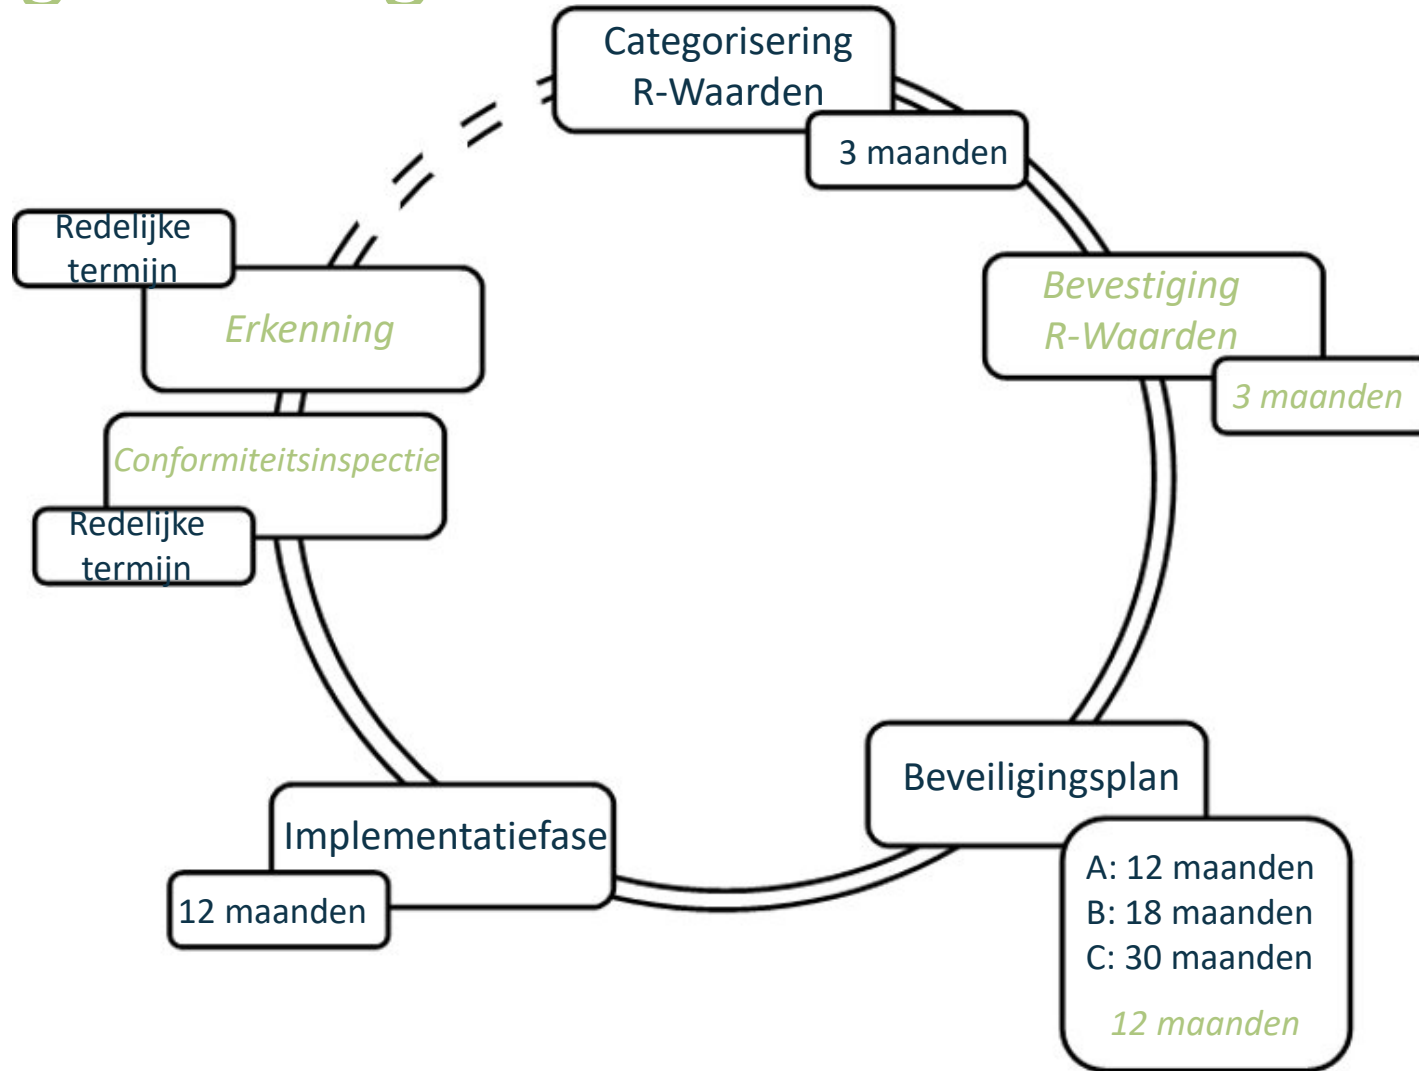 Categorisering
R-Waarden
3 maanden
Bevestiging
R-Waarden
3 maanden
Beveiligingsplan
A: 12 maanden
B: 18 maanden
C: 30 maanden
12 maanden
Implementatiefase
12 maanden
Conformiteitsinspectie
Redelijke
termijn
Erkenning
Redelijke
termijn